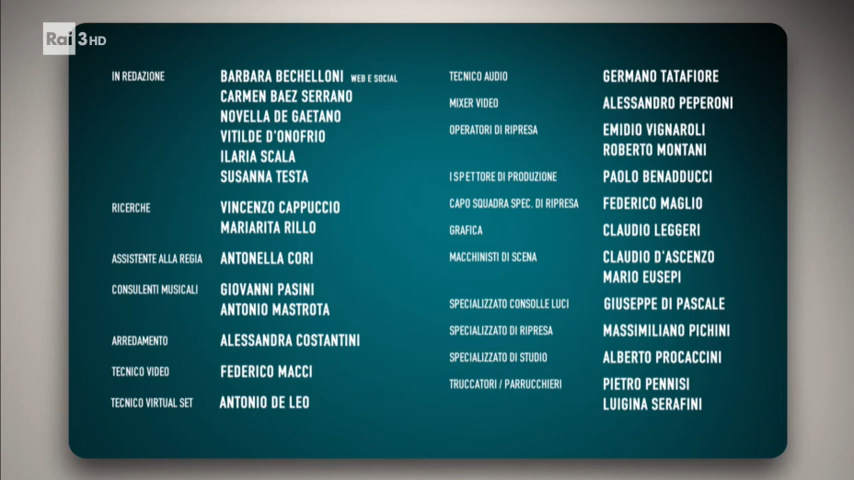 Rai 3 HD
IN REDAZIONE BARBARA BECHELLONI WEB E SOCIAL
CARMEN BAEZ SERRANO
NOVELLA DE GAETANO
VITILDE D'ONOFRIO
ILARIA SCALA
SUSANNA TESTA
RICERCHE VINCENZO CAPPUCCIO
MARIARITA RILLO
ASSISTENTE ALLA REGIA ANTONELLA CORI
CONSULENTI MUSICALI GIOVANNI PASINI
ANTONIO MASTROTA
ARREDAMENTO ALESSANDRA COSTANTINI
TECNICO VIDEO FEDERICO MACCI
TECNICO VIRTUAL SET ANTONIO DE LEO
TECNICO AUDIO GERMANO TATAFIORE
MIXER VIDEO ALESSANDRO PEPERONI
OPERATORI DI RIPRESA EMIDIO VIGNAROLI
ROBERTO MONTANI
ISPETTORE DI PRODUZIONE PAOLO BENADDUCCI
CAPO SQUADRA SPEC. DI RIPRESA FEDERICO MAGLIO
GRAFICA CLAUDIO LEGGERI
MACCHINISTI DI SCENA CLAUDIO D'ASCENZO
MARIO EUSEPI
SPECIALIZZATO CONSOLLE LUCI GIUSEPPE DI PASCALE
SPECIALIZZATO DI RIPRESA MASSIMILIANO PICHINI
SPECIALIZZATO DI STUDIO ALBERTO PROCACCINI
TRUCCATORI / PARRUCCHIERI PIETRO PENNISI
LUIGINA SERAFINI